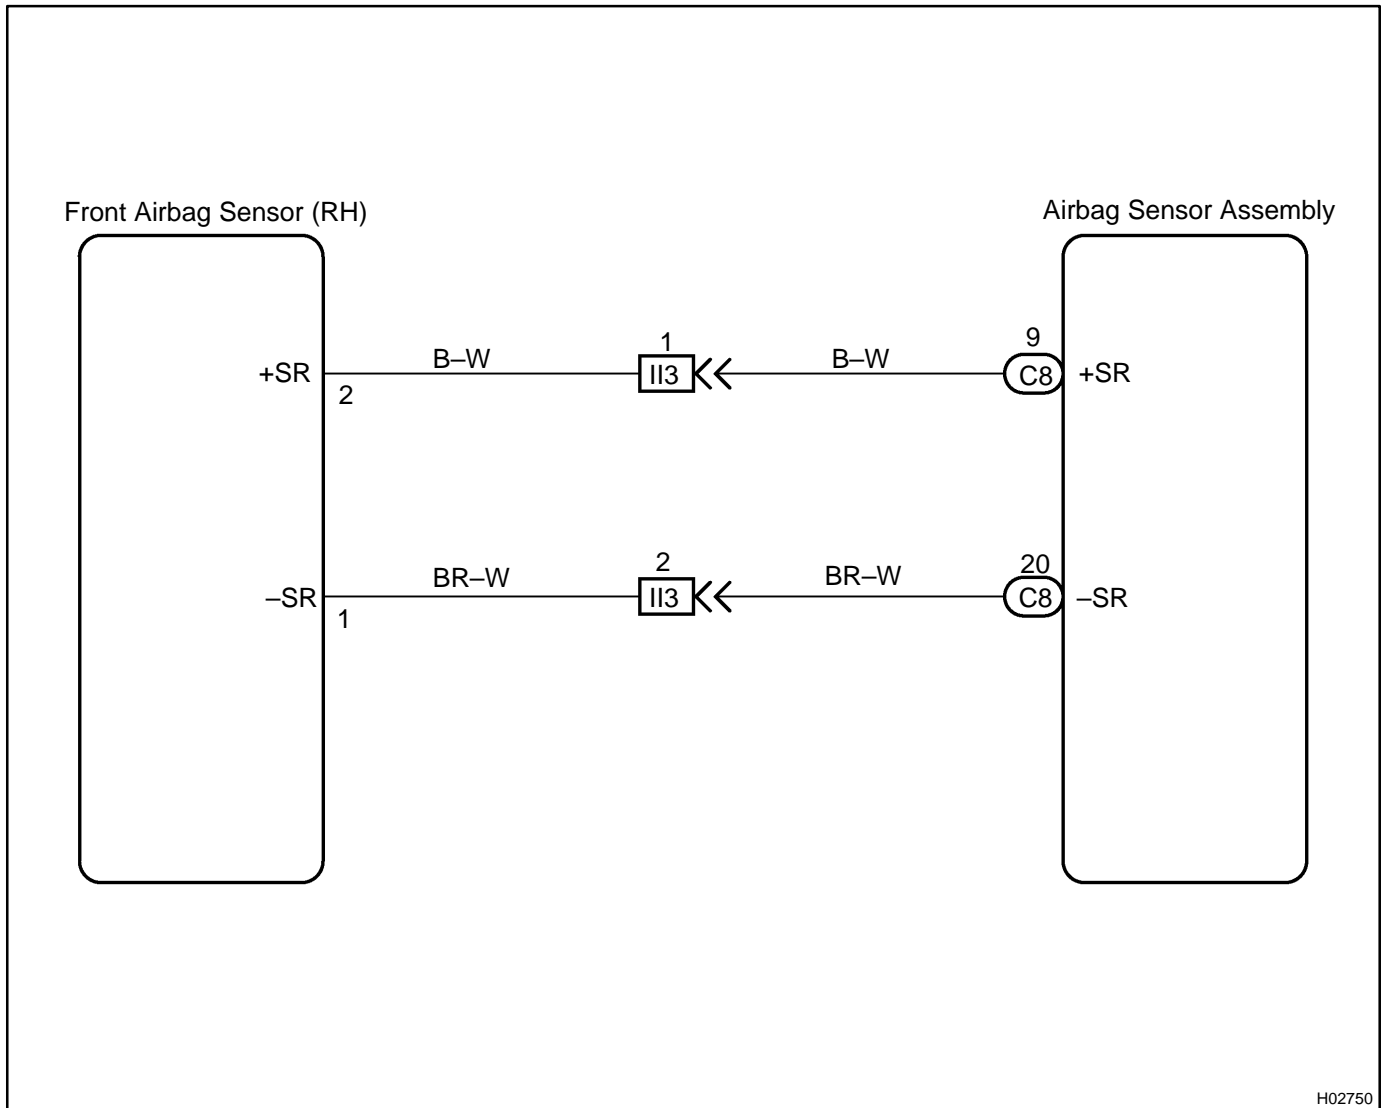 Front Airbag Sensor (RH)
Airbag Sensor Assembly
+SR
2
B–W
1
II3
B–W
9
C8
+SR
–SR
1
BR–W
2
II3
BR–W
20
C8
–SR
H02750